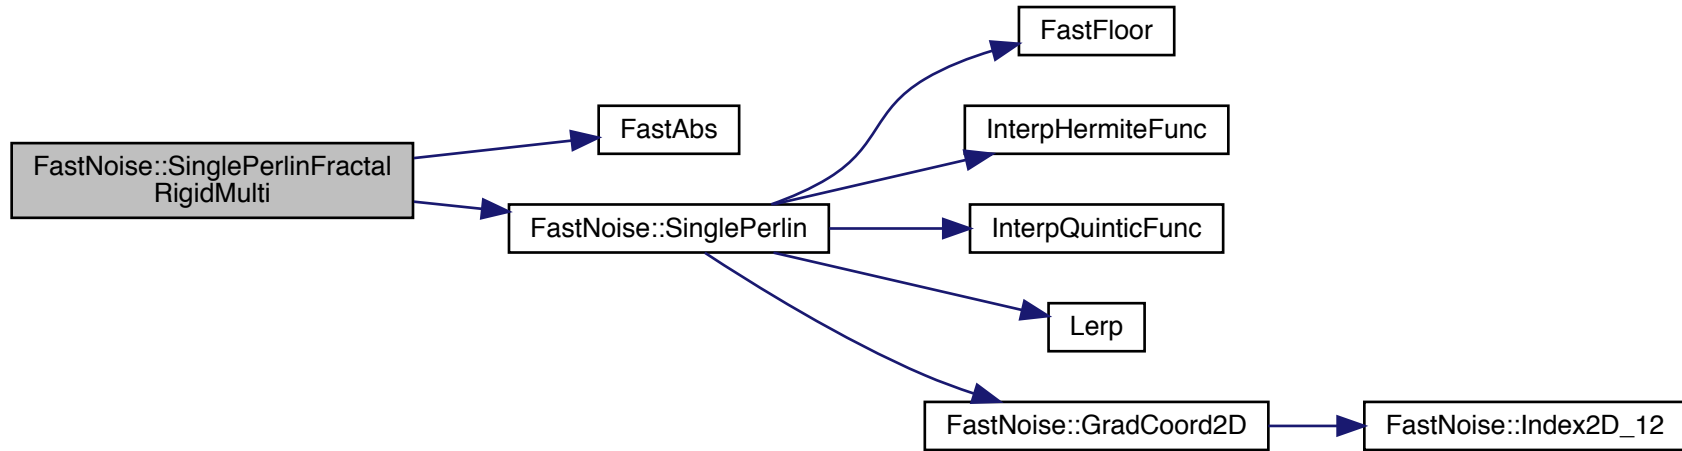 FastNoise::SinglePerlinFractal
RigidMulti
FastAbs
FastNoise::SinglePerlin
FastFloor
InterpHermiteFunc
InterpQuinticFunc
Lerp
FastNoise::GradCoord2D
FastNoise::Index2D_12